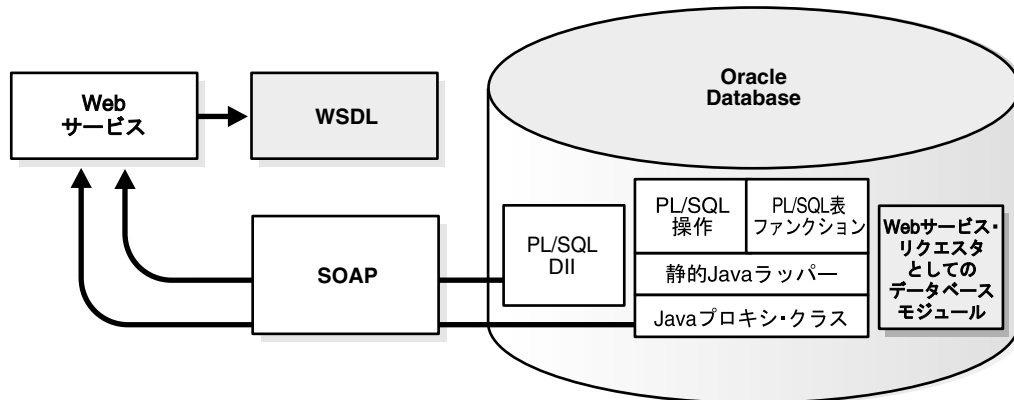 Oracle
Database
Web
サービス
WSDL
SOAP
PL/SQL
DII
PL/SQL
操作
PL/SQL表
ファンクション
静的Javaラッパー
Javaプロキシ・クラス
Webサービス・
リクエスタ
としての
データベース
モジュール